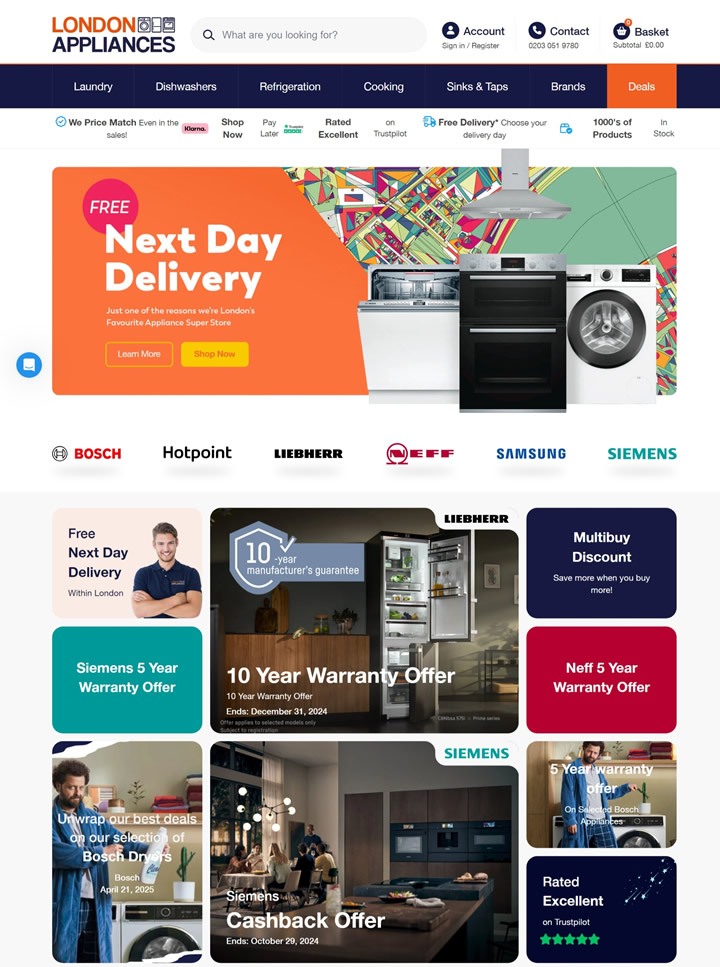 LONDON
APPLIANCES
What are you looking for?
Account
Sign in / Register
Contact
0203 051 9780
0
Basket
Subtotal £0.00
Laundry
Dishwashers
Refrigeration
Cooking
Sinks & Taps
Brands
Deals
We Price Match Even in the
sales!
Klarna.
Shop
Now
Pay
Later
Trustpilot
Rated
Excellent
on
Trustpilot
Free Delivery* Choose your
delivery day
1000's of
Products
In
Stock
FREE
Next Day
Delivery
Just one of the reasons we're London's
Favourite Appliance Super Store
Learn More
Shop Now
BOSCH
Hotpoint
LIEBHERR
NEFF
SAMSUNG
SIEMENS
Free
Next Day
Delivery
Within London
LIEBHERR
10-year
manufacturer's guarantee
10 Year Warranty Offer
10 Year Warranty Offer
Ends: December 31, 2024
Offer applies to selected models only
Subject to registration
Prime series
Multibuy
Discount
Save more when you buy
more!
Siemens 5 Year
Warranty Offer
Neff 5 Year
Warranty Offer
Unwrap our best deals
on our selection of
Bosch Dryers
Bosch
April 21, 2025
SIEMENS
Siemens
Cashback Offer
Ends: October 29, 2024
5 Year warranty
offer
On Selected Bosch
Appliances
Rated
Excellent
on Trustpilot